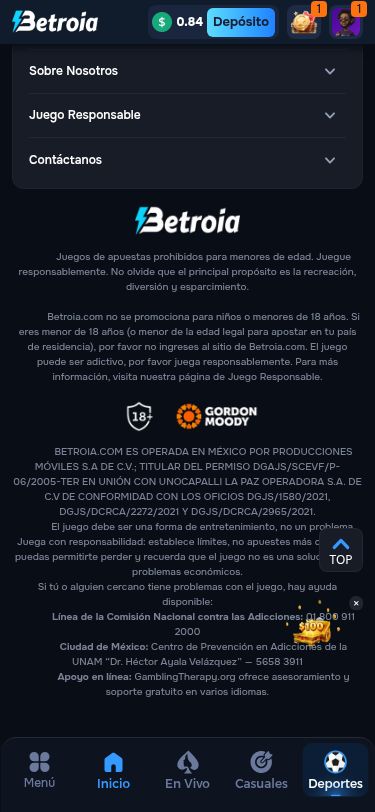 Betroia
$ 0.84 Depósito
1
1
Sobre Nosotros
Juego Responsable
Contáctanos
Betroia
Juegos de apuestas prohibidos para menores de edad. Juegue
responsablemente. No olvide que el principal propósito es la recreación,
diversión y esparcimiento.
Betroia.com no se promociona para niños o menores de 18 años. Si
eres menor de 18 años (o menor de la edad legal para apostar en tu país
de residencia), por favor no ingreses al sitio de Betroia.com. El juego
puede ser adictivo, por favor juega responsablemente. Para más
información, visita nuestra página de Juego Responsable.
18+
GORDON
MOODY
BETROIA.COM ES OPERADA EN MÉXICO POR PRODUCCIONES
MÓVILES S.A DE C.V.; TITULAR DEL PERMISO DGAJS/SCEVF/P-
06/2005-TER EN UNIÓN CON UNOCAPALLI LA PAZ OPERADORA S.A. DE
C.V DE CONFORMIDAD CON LOS OFICIOS DGJS/1580/2021,
DGJS/DCRCA/2272/2021 Y DGJS/DCRCA/2965/2021.
El juego debe ser una forma de entretenimiento, no un problema.
Juega con responsabilidad: establece límites, no apuestes más
puedas permitirte perder y recuerda que el juego no es una
problemas económicos.
TOP
Si tú o alguien cercano tiene problemas con el juego, hay ayuda
disponible:
Línea de la Comisión Nacional contra las Adicciones: 01 800 911
2000
$100
Ciudad de México: Centro de Prevención en Adicciones de la
UNAM “Dr. Héctor Ayala Velázquez” — 5658 3911
Apoyo en línea: GamblingTherapy.org ofrece asesoramiento y
soporte gratuito en varios idiomas.
Menú
Inicio
En Vivo
Casuales
Deportes